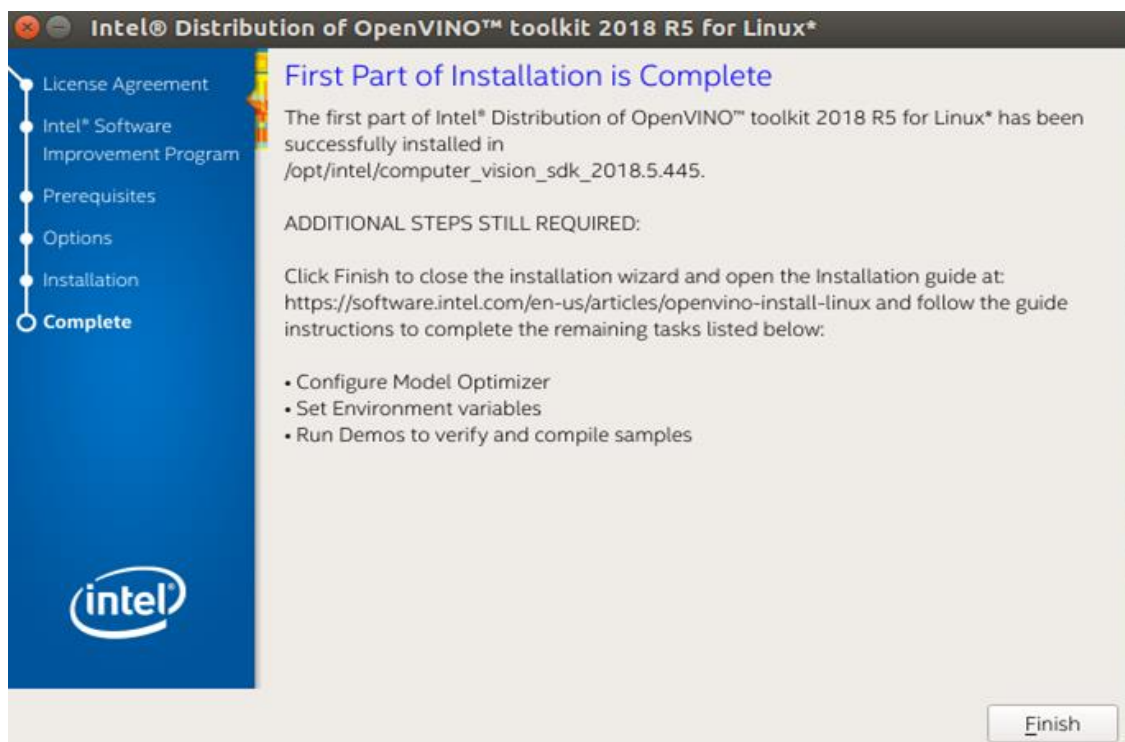 Intel® Distribution of OpenVINO™ toolkit 2018 R5 for Linux*
License Agreement
Intel® Software
Improvement Program
Prerequisites
Options
Installation
Complete
intel®
First Part of Installation is Complete
The first part of Intel® Distribution of OpenVINO™ toolkit 2018 R5 for Linux* has been
successfully installed in
/opt/intel/computer_vision_sdk_2018.5.445.
ADDITIONAL STEPS STILL REQUIRED:
Click Finish to close the installation wizard and open the Installation guide at:
https://software.intel.com/en-us/articles/openvino-install-linux and follow the guide
instructions to complete the remaining tasks listed below:
• Configure Model Optimizer
• Set Environment variables
• Run Demos to verify and compile samples
Finish